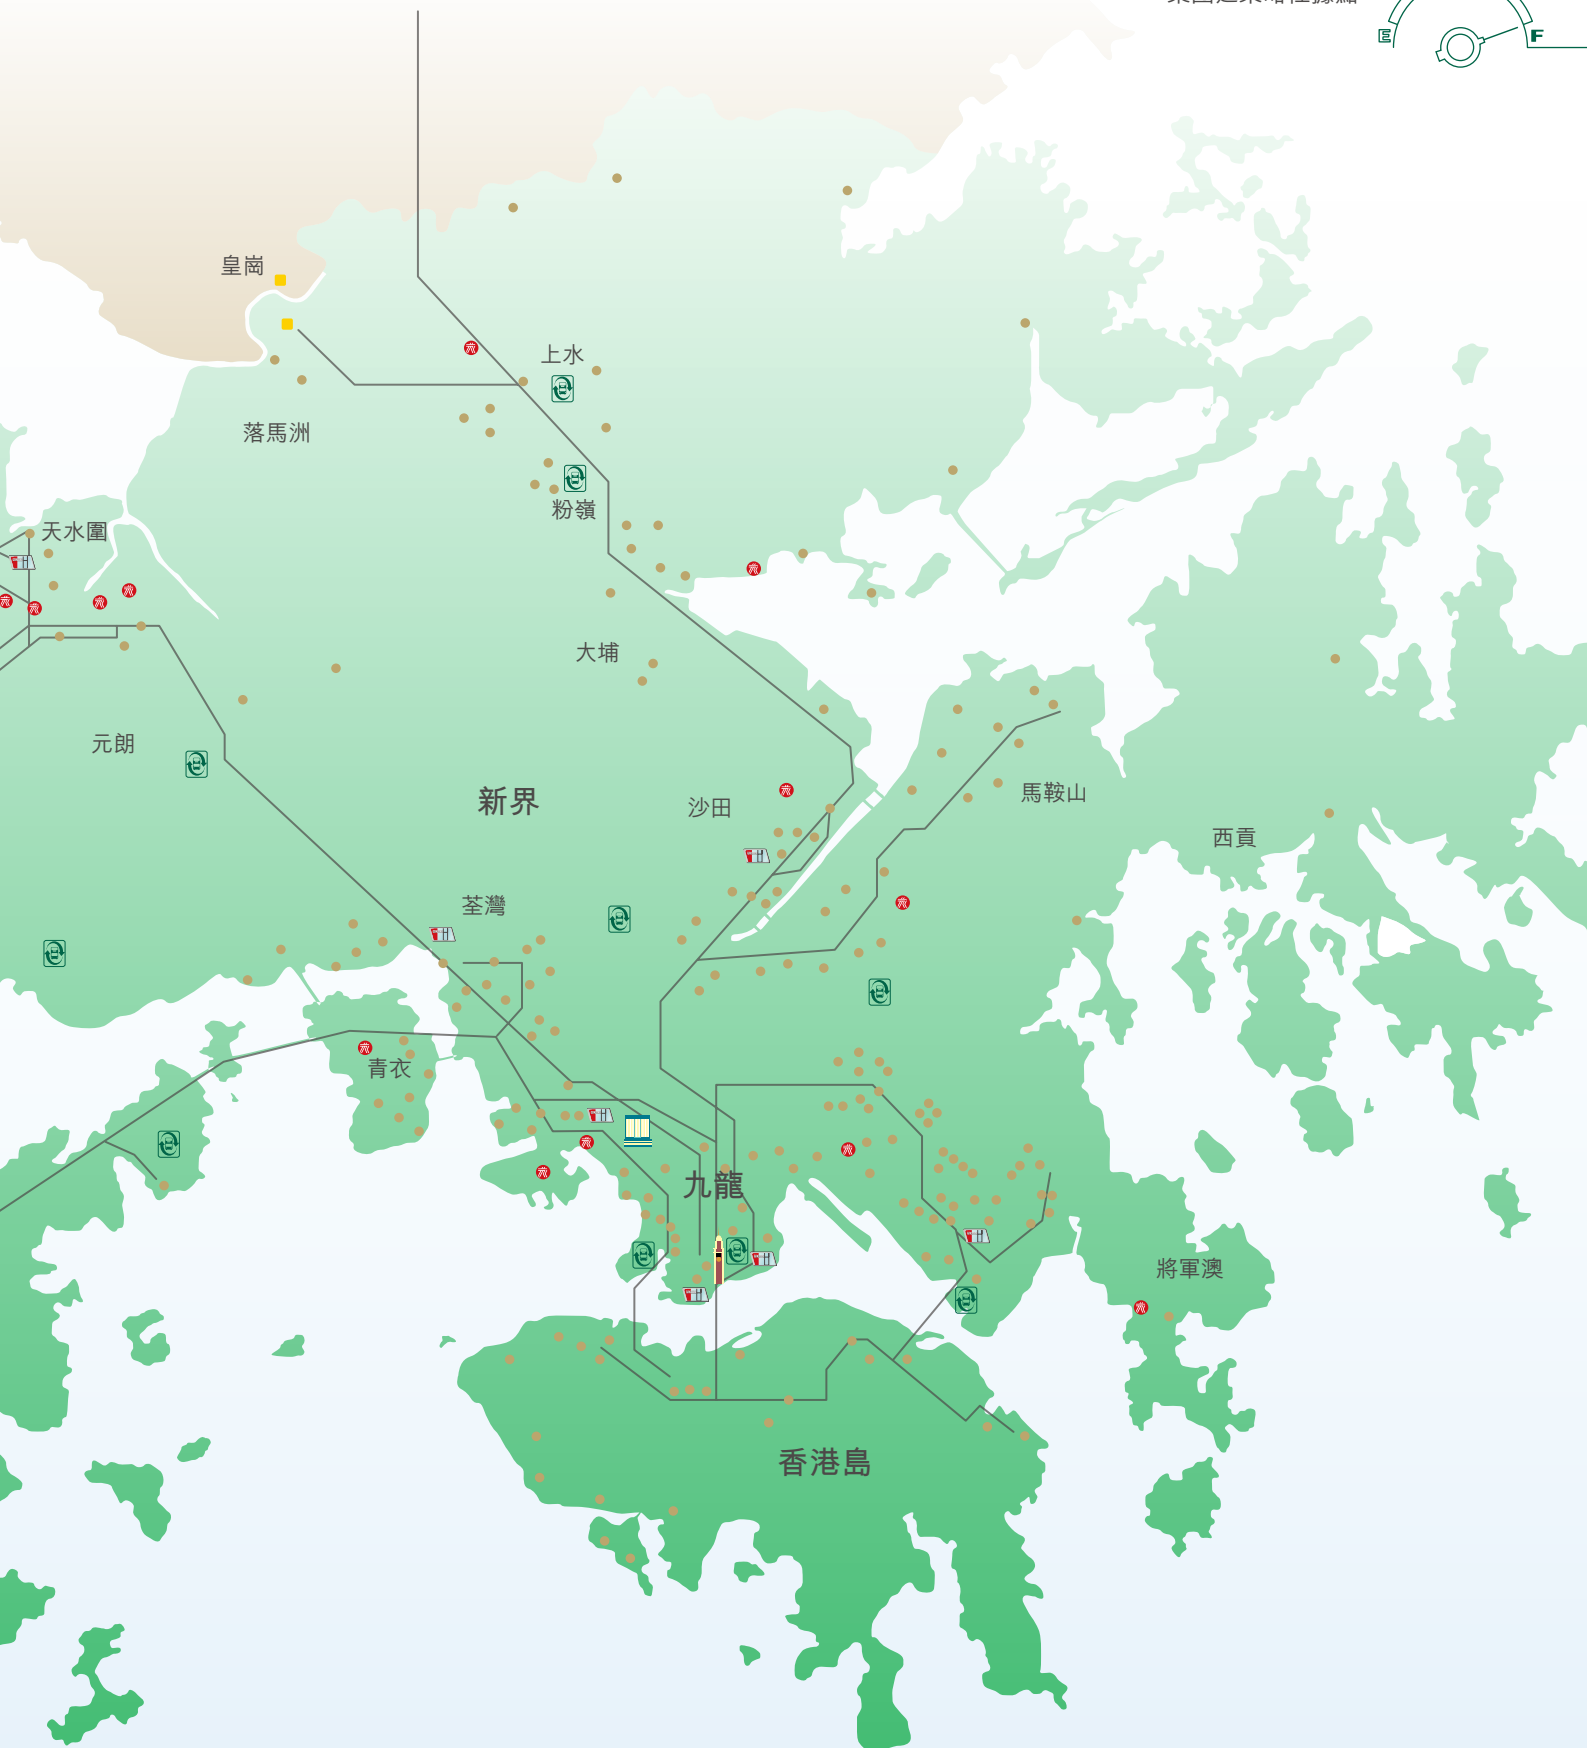 E
F
皇崗
上水
落馬洲
粉嶺
天水圍
大埔
元朗
新界
沙田
馬鞍山
西貢
荃灣
青衣
九龍
將軍澳
香港島